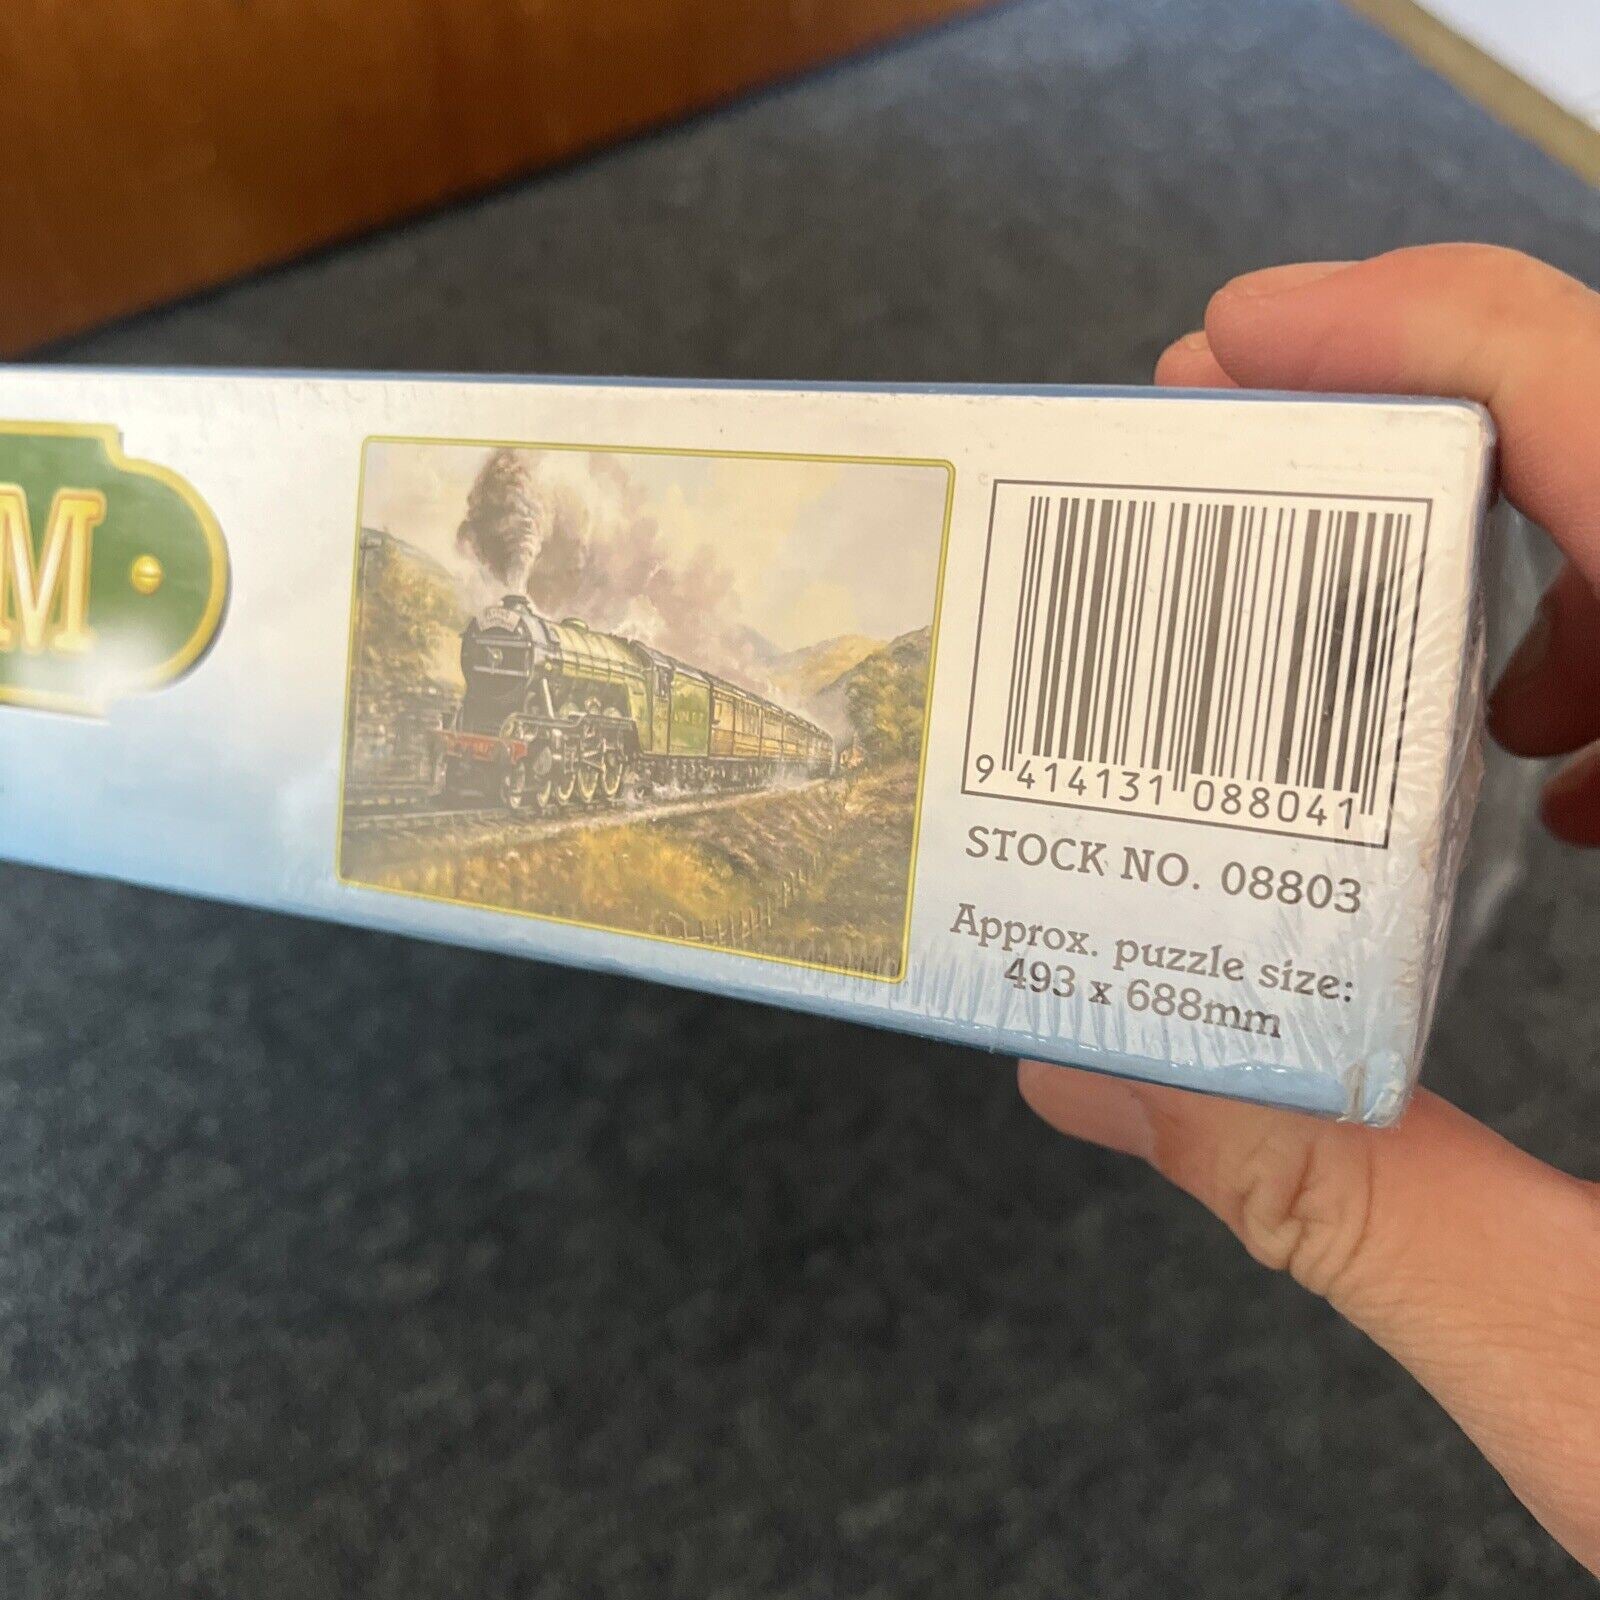 M
9 414131 088041
STOCK NO. 08803
Approx. puzzle size:
493 x 688mm